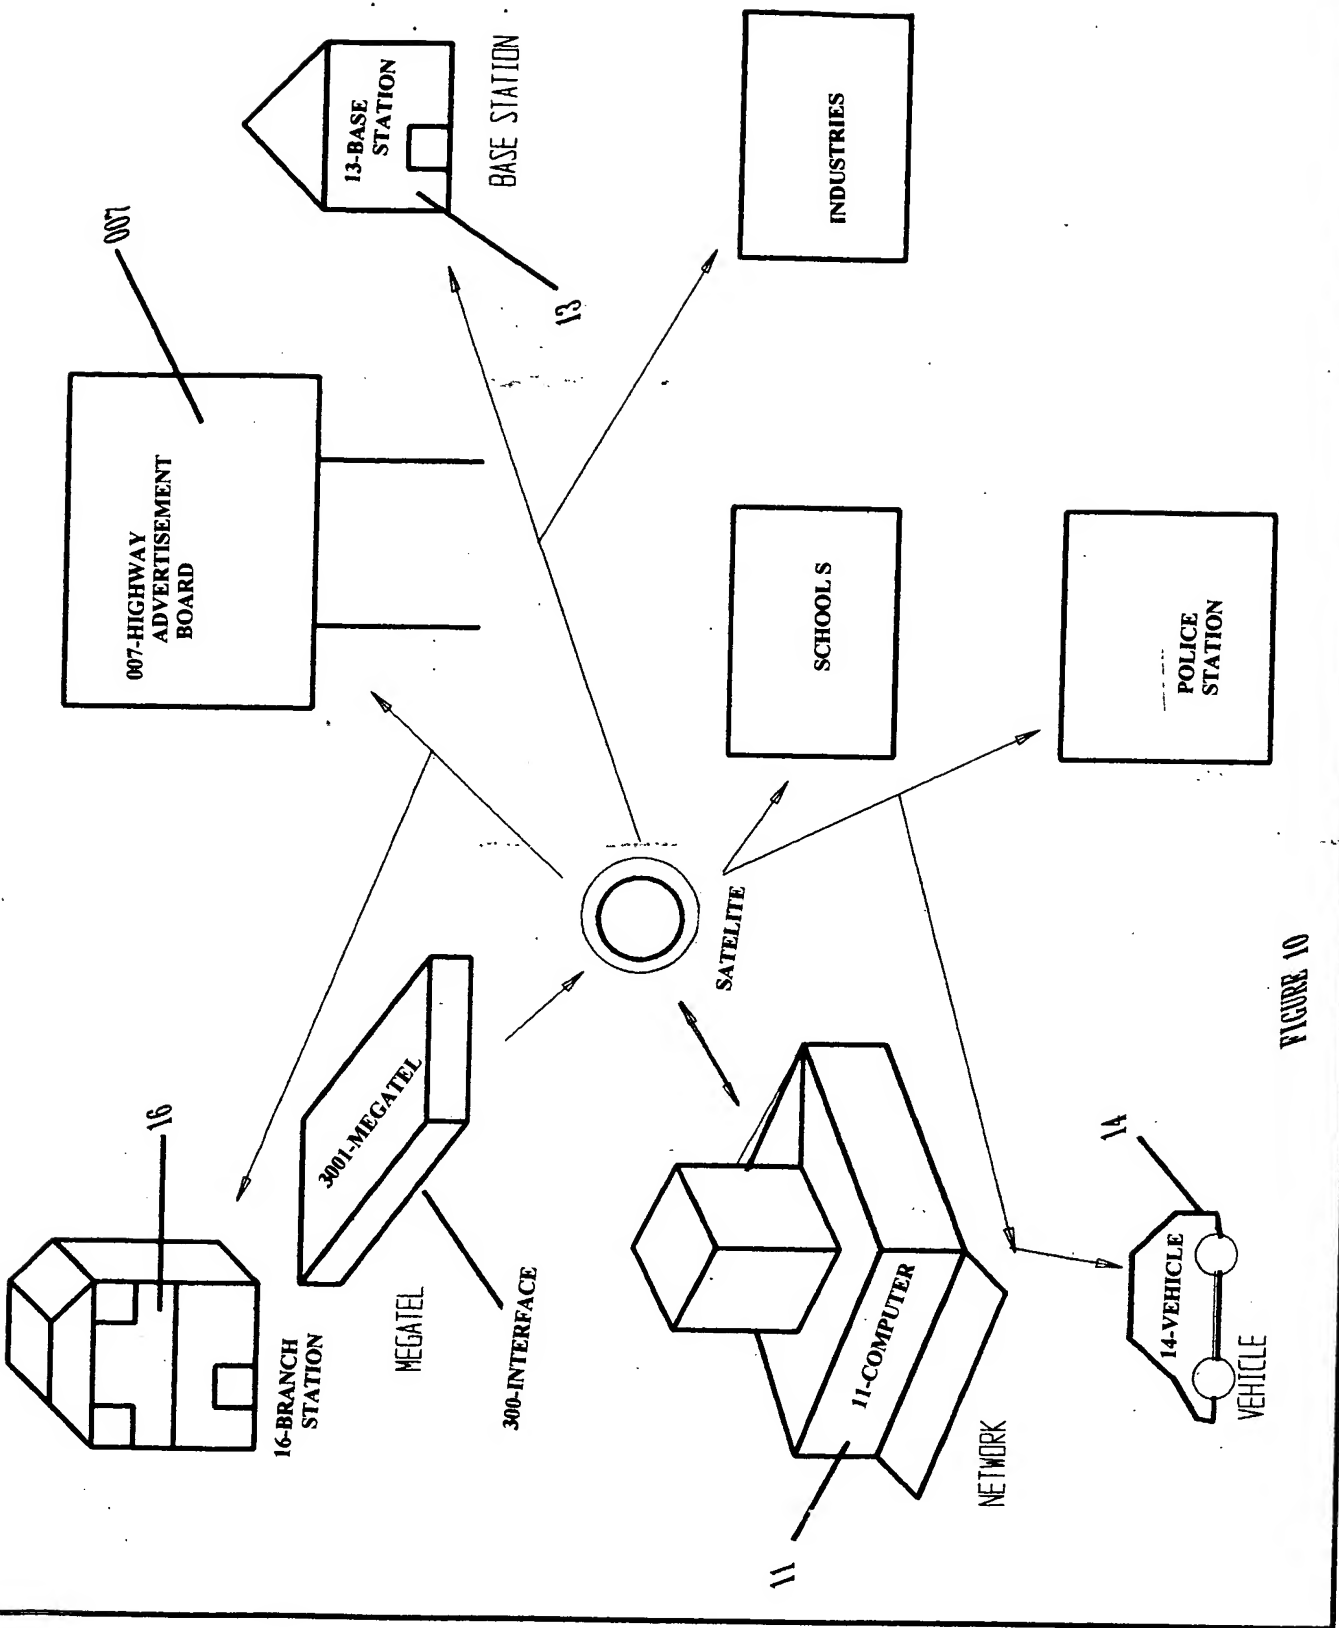 16
16-BRANCH
STATION
3001-MEGATEL
MEGATEL
300-INTERFACE
007-HIGHWAY
ADVERTISEMENT
BOARD
007
13-BASE
STATION
BASE STATION
13
SATELITE
11-COMPUTER
11
NETWORK
SCHOOL S
INDUSTRIES
POLICE
STATION
14
14-VEHICLE
VEHICLE
FIGURE 10